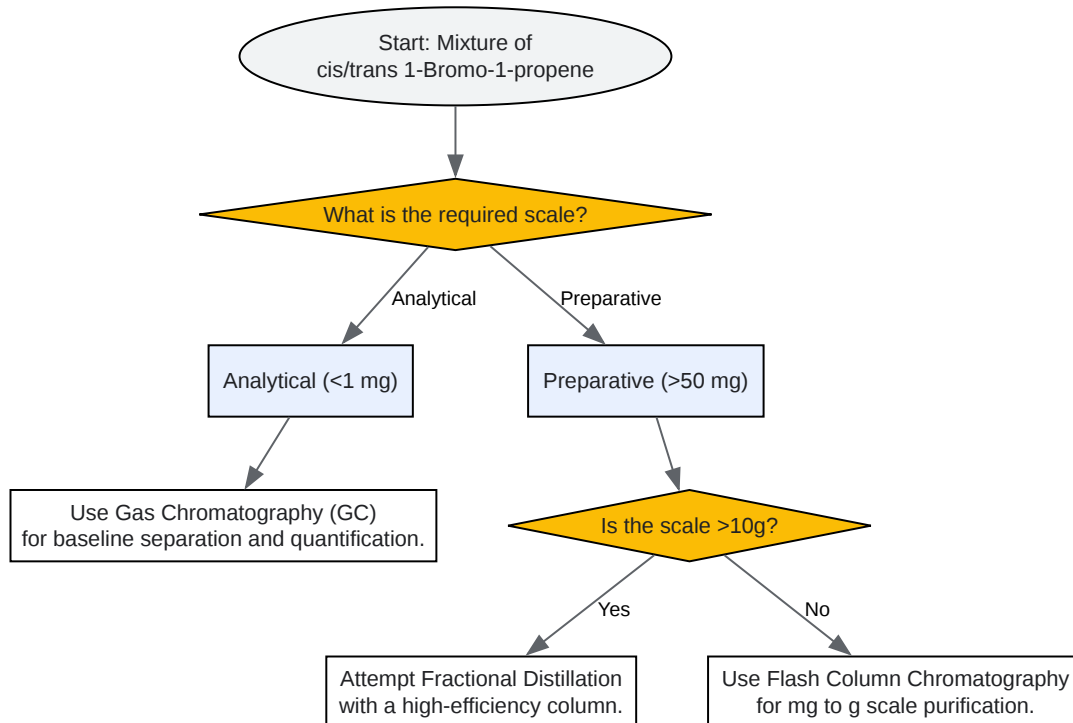 Start: Mixture of
cis/trans 1-Bromo-1-propene
What is the required scale?
Analytical
Preparative
Analytical (<1 mg)
Preparative (>50 mg)
Use Gas Chromatography (GC)
for baseline separation and quantification.
Is the scale >10g?
Yes
No
Attempt Fractional Distillation
with a high-efficiency column.
Use Flash Column Chromatography
for mg to g scale purification.